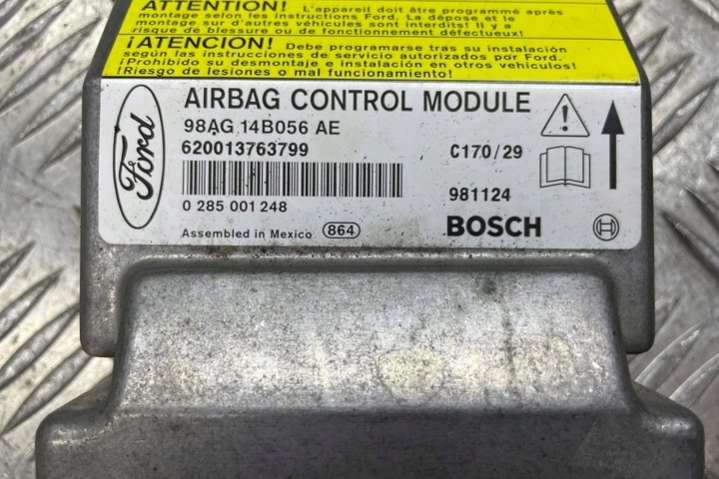 ATTENTION! L'appareil doit être programmé après
montage selon les instructions Ford. La dépose et le
montage sur d'autres véhicules sont interdits! Il y a
risque de blessure ou de fonctionnement défectueux!
¡ATENCION! Debe programarse tras su instalación
según las instrucciones de servicio autorizados por Ford.
¡Prohibido su desmontaje e instalación en otros vehículos!
¡Riesgo de lesiones o mal funcionamiento!
Ford
AIRBAG CONTROL MODULE
98AG 14B056 AE
620013763799
C170/29
981124
0 285 001 248
BOSCH
Assembled in Mexico 864